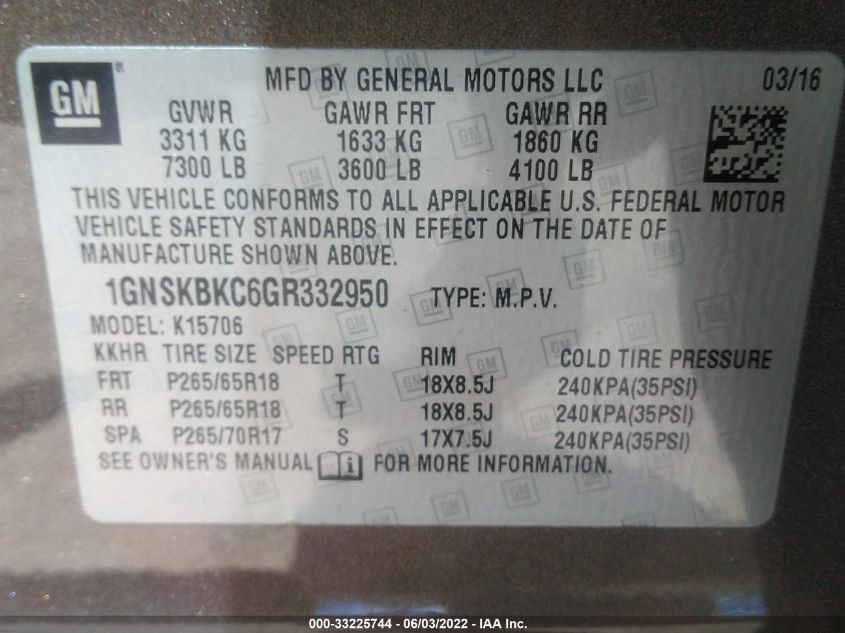 GM ® MFD BY GENERAL MOTORS LLC 03/16
GVWR GAWR FRT GAWR RR
3311 KG 1633 KG 1860 KG
7300 LB 3600 LB 4100 LB
THIS VEHICLE CONFORMS TO ALL APPLICABLE U.S. FEDERAL MOTOR
VEHICLE SAFETY STANDARDS IN EFFECT ON THE DATE OF
MANUFACTURE SHOWN ABOVE.
1GNSKBKC6GR332950 TYPE: M.P.V.
MODEL: K15706
KKHR TIRE SIZE SPEED RTG RIM COLD TIRE PRESSURE
FRT P265/65R18 T 18X8.5J 240KPA(35PSI)
RR P265/65R18 T 18X8.5J 240KPA(35PSI)
SPA P265/70R17 S 17X7.5J 240KPA(35PSI)
SEE OWNER'S MANUAL i FOR MORE INFORMATION.
000-33225744 - 06/03/2022 - IAA Inc.